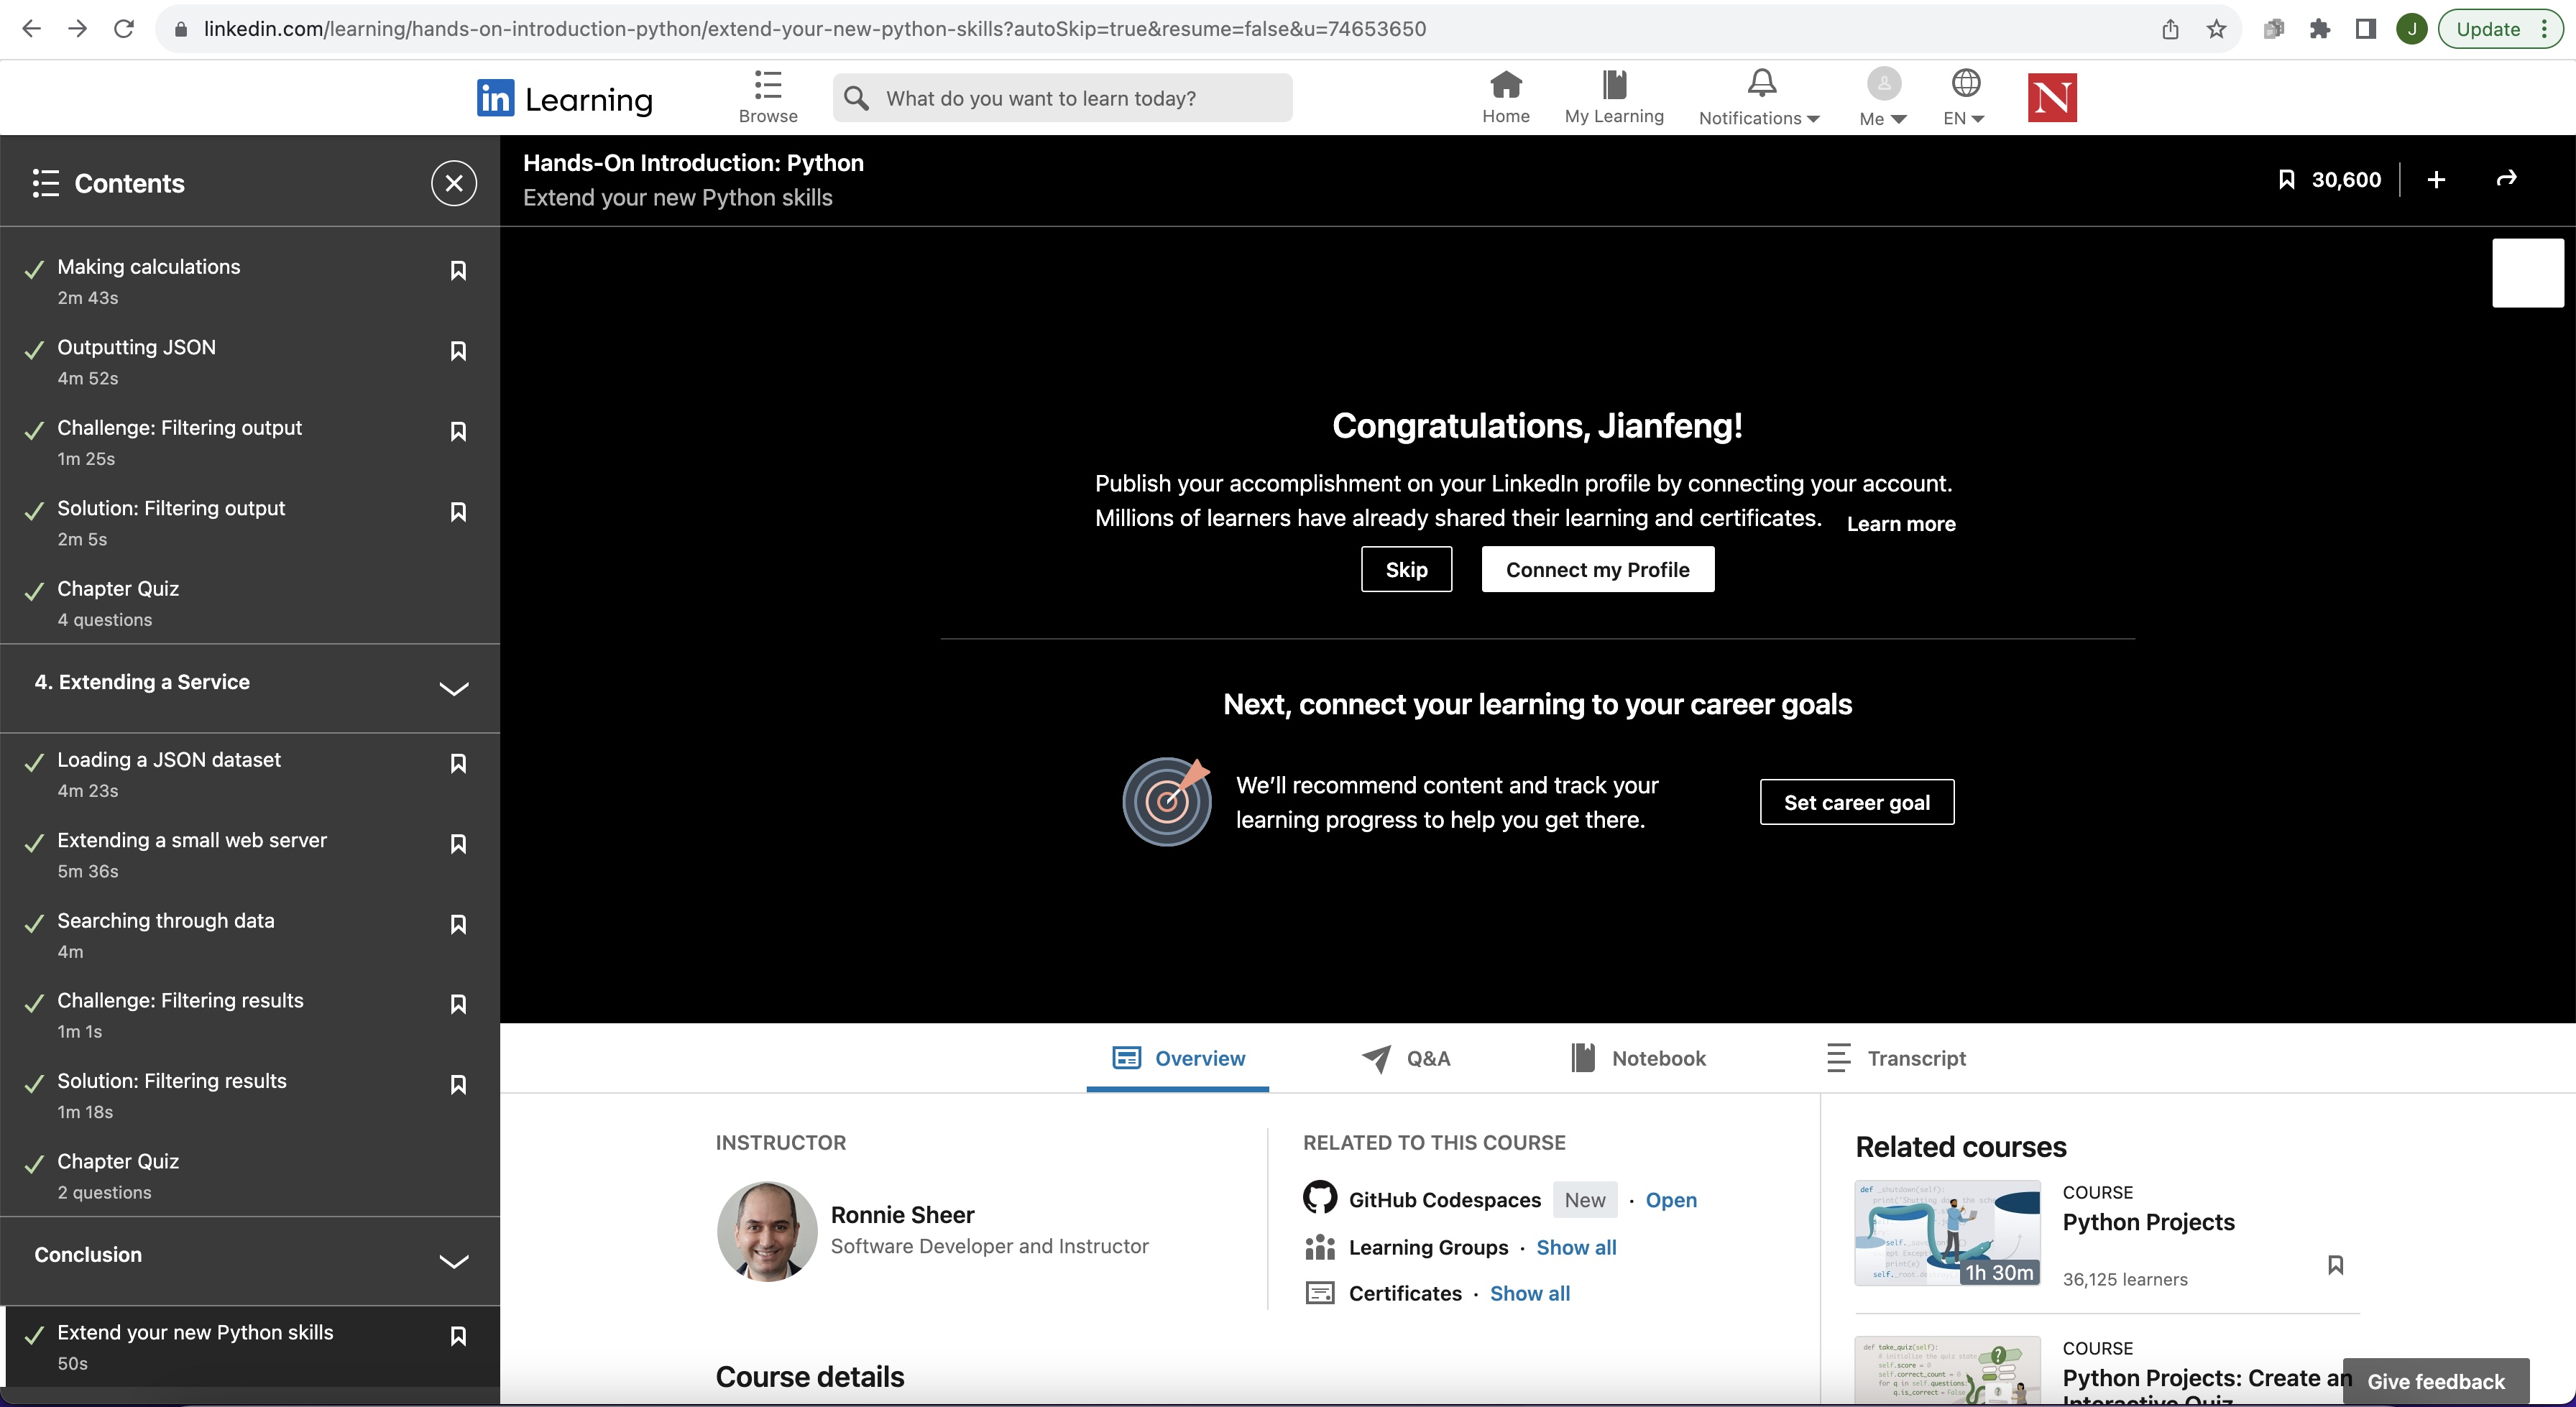 linkedin.com/learning/hands-on-introduction-python/extend-your-new-python-skills?autoSkip=true&resume=false&u=74653650
J
Update
in Learning
Browse
What do you want to learn today?
Home
My Learning
Notifications
Me
EN
N
Contents
Making calculations
2m 43s
Outputting JSON
4m 52s
Challenge: Filtering output
1m 25s
Solution: Filtering output
2m 5s
Chapter Quiz
4 questions
4. Extending a Service
Loading a JSON dataset
4m 23s
Extending a small web server
5m 36s
Searching through data
4m
Challenge: Filtering results
1m 1s
Solution: Filtering results
1m 18s
Chapter Quiz
2 questions
Conclusion
Extend your new Python skills
50s
Hands-On Introduction: Python
Extend your new Python skills
30,600
Congratulations, Jianfeng!
Publish your accomplishment on your LinkedIn profile by connecting your account.
Millions of learners have already shared their learning and certificates. Learn more
Skip
Connect my Profile
Next, connect your learning to your career goals
We'll recommend content and track your
learning progress to help you get there.
Set career goal
Overview
Q&A
Notebook
Transcript
INSTRUCTOR
Ronnie Sheer
Software Developer and Instructor
RELATED TO THIS COURSE
GitHub Codespaces New · Open
Learning Groups · Show all
Certificates · Show all
Course details
Related courses
1h 30m
COURSE
Python Projects
36,125 learners
def take_quiz(self):
self.score = 0
COURSE
Python Projects: Create an
Interactive Quiz
Give feedback